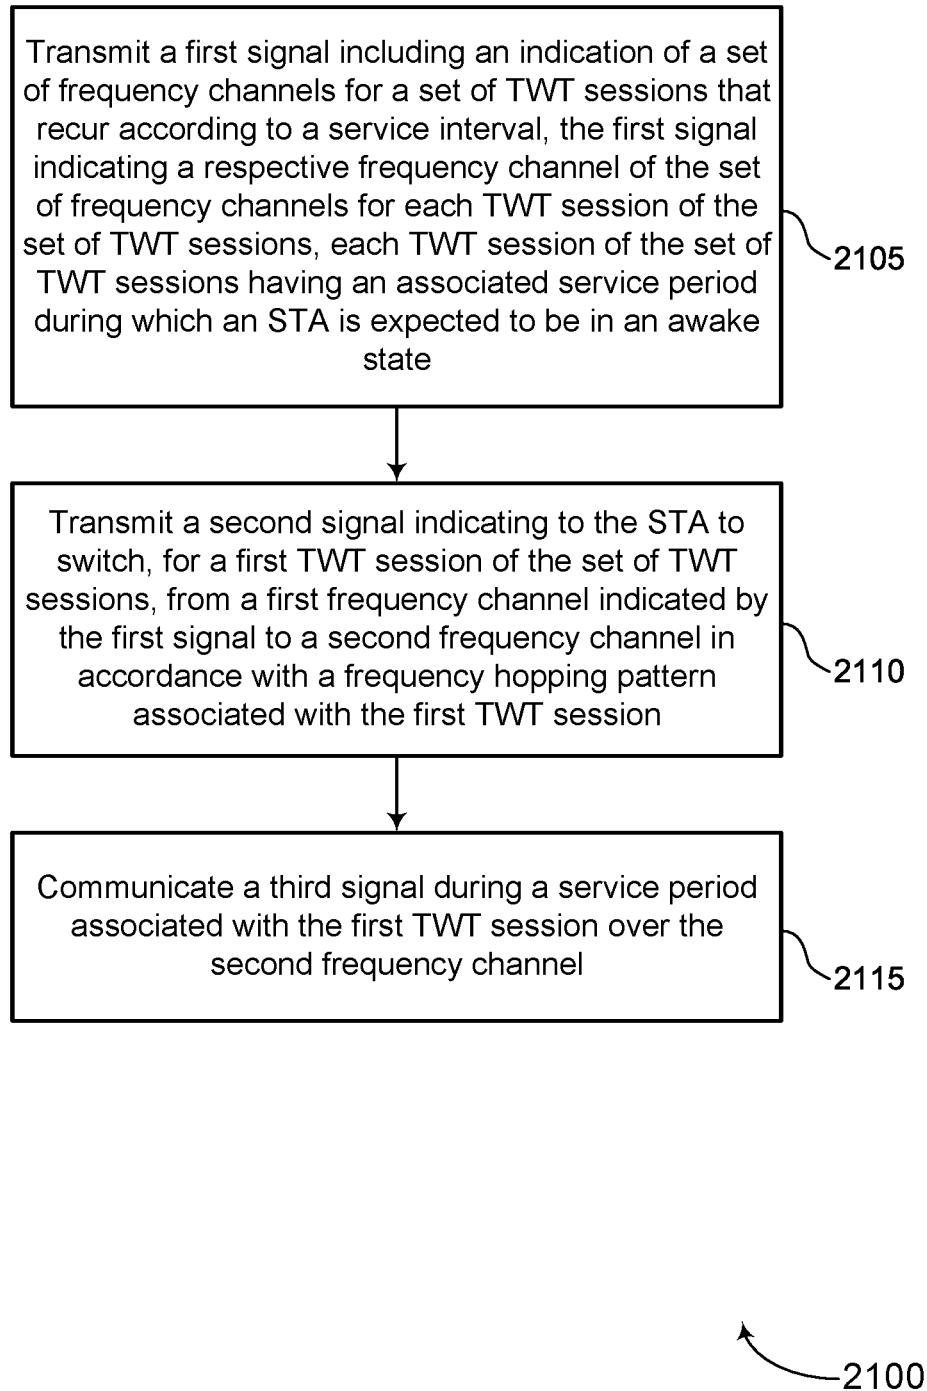 Transmit a first signal including an indication of a set
of frequency channels for a set of TWT sessions that
recur according to a service interval, the first signal
indicating a respective frequency channel of the set
of frequency channels for each TWT session of the
set of TWT sessions, each TWT session of the set of
TWT sessions having an associated service period
during which an STA is expected to be in an awake
state
2105
Transmit a second signal indicating to the STA to
switch, for a first TWT session of the set of TWT
sessions, from a first frequency channel indicated by
the first signal to a second frequency channel in
accordance with a frequency hopping pattern
associated with the first TWT session
2110
Communicate a third signal during a service period
associated with the first TWT session over the
second frequency channel
2115
2100